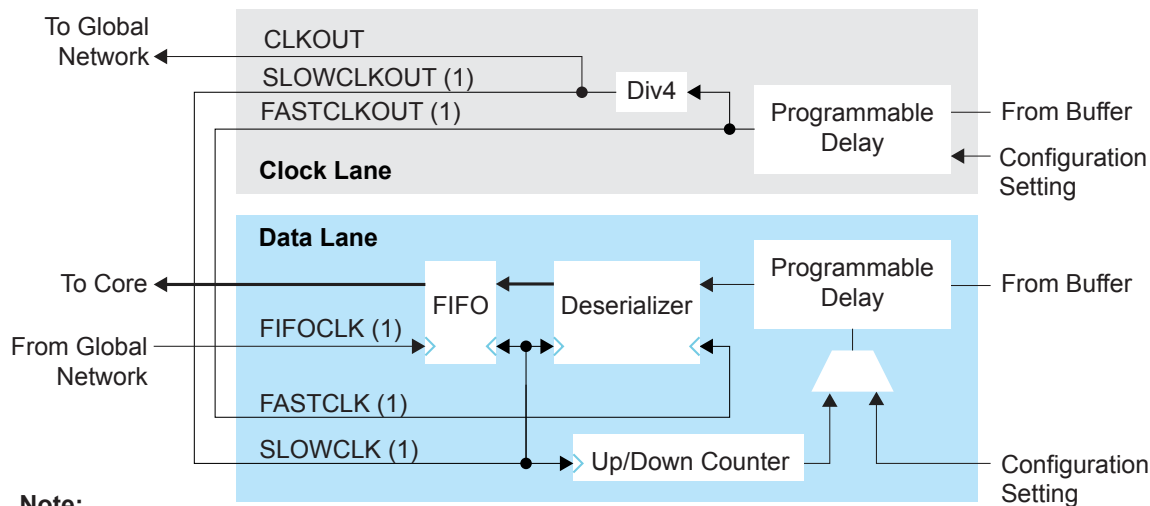 To Global
Network
CLKOUT
SLOWCLKOUT (1)
FASTCLKOUT (1)
Div4
Programmable
Delay
From Buffer
Configuration
Setting
Clock Lane
Data Lane
To Core
FIFO
Deserializer
Programmable
Delay
From Buffer
FIFOCLK (1)
From Global
Network
FASTCLK (1)
SLOWCLK (1)
Up/Down Counter
Configuration
Setting
Note: